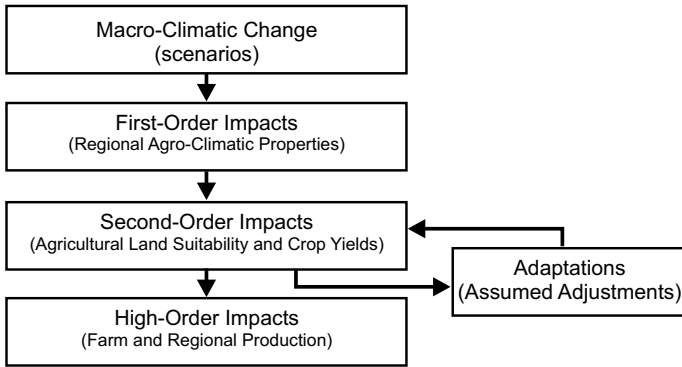 Macro-Climatic Change
(scenarios)
First-Order Impacts
(Regional Agro-Climatic Properties)
Second-Order Impacts
(Agricultural Land Suitability and Crop Yields)
Adaptations
(Assumed Adjustments)
High-Order Impacts
(Farm and Regional Production)